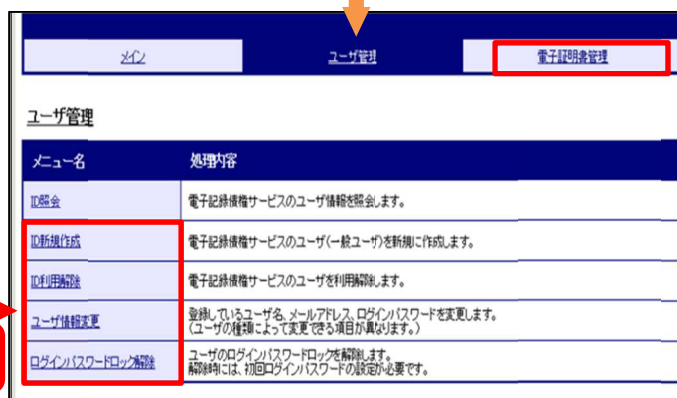 メイン ユーザ管理 電子証明書管理
ユーザ管理
メニュー名 処理内容
ID照会 電子記録債権サービスのユーザ情報を照会します。
ID新規作成 電子記録債権サービスのユーザ(一般ユーザ)を新規に作成します。
ID利用解除 電子記録債権サービスのユーザを利用解除します。
ユーザ情報変更 登録しているユーザ名、メールアドレス、ログインパスワードを変更します。
(ユーザの種類によって変更できる項目が異なります。)
ログインパスワードロック解除 ユーザのログインパスワードロックを解除します。
解除時には、初回ログインパスワードの設定が必要です。